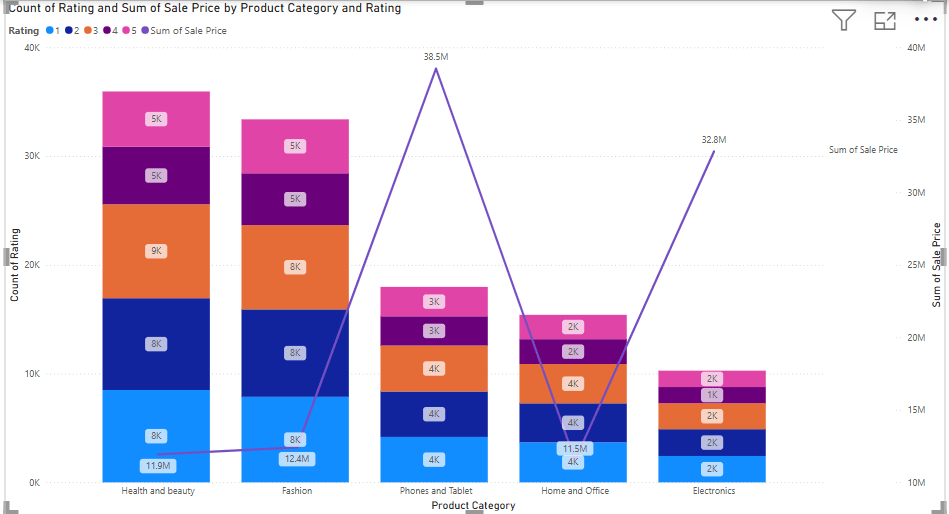 Count of Rating and Sum of Sale Price by Product Category and Rating
Rating 1 2 3 4 5 Sum of Sale Price
40K
30K
20K
10K
0K
Count of Rating
5K
5K
9K
8K
8K
11.9M
5K
5K
8K
8K
8K
12.4M
38.5M
3K
3K
4K
4K
4K
2K
2K
4K
4K
11.5M
4K
32.8M
2K
1K
2K
2K
2K
Sum of Sale Price
40M
35M
30M
25M
20M
15M
10M
Sum of Sale Price
Health and beauty
Fashion
Phones and Tablet
Home and Office
Electronics
Product Category